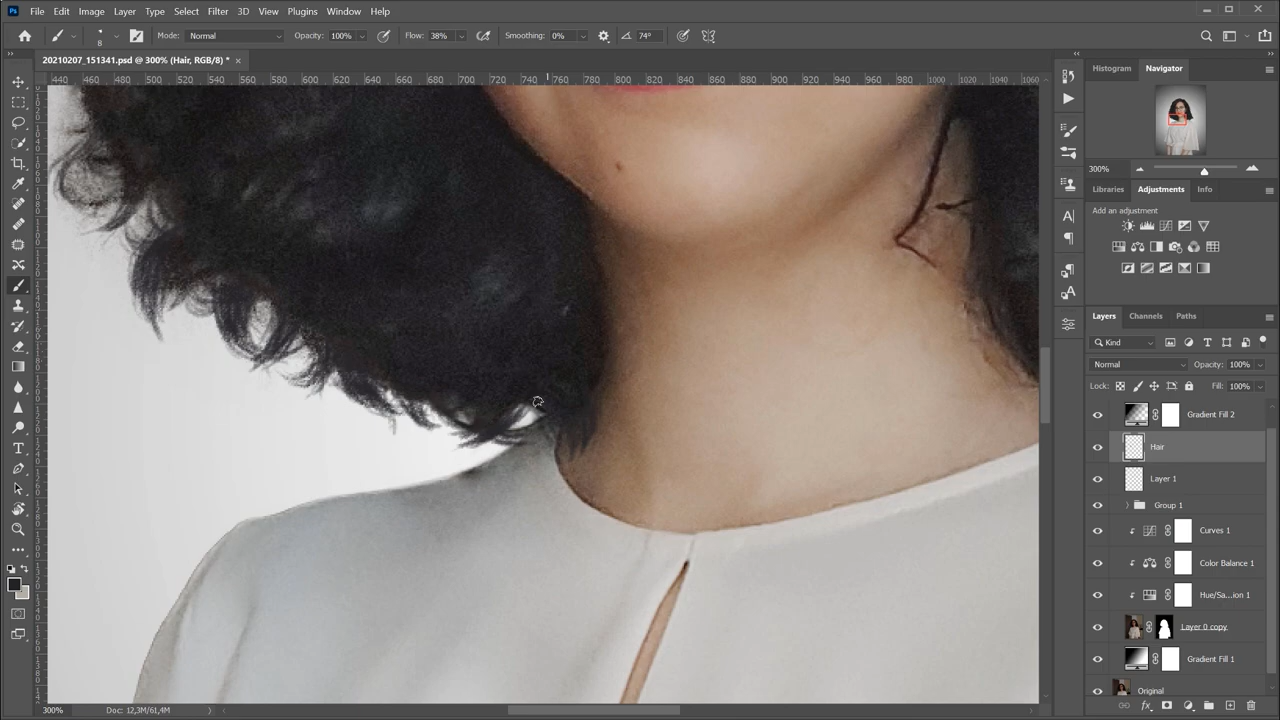 Ps File Edit Image Layer Type Select Filter 3D View Plugins Window Help
8 Mode: Normal Opacity: 100% Flow: 38% Smoothing: 0% 74°
20210207_151341.psd @ 300% (Hair, RGB/8) * ×
440 460 480 500 520 540 560 580 600 620 640 660 680 700 720 740 760 780 800 820 840 860 880 900 920 940 960 980 1000 1020 1040 1060
Histogram Navigator
300%
Libraries Adjustments Info
Add an adjustment
Layers Channels Paths
Kind
Normal Opacity: 100%
Lock: Fill: 100%
Gradient Fill 2
Hair
Layer 1
Group 1
Curves 1
Color Balance 1
Hue/Sa...ion 1
Layer 0 copy
Gradient Fill 1
Original
300% Doc: 12,3M/61,4M